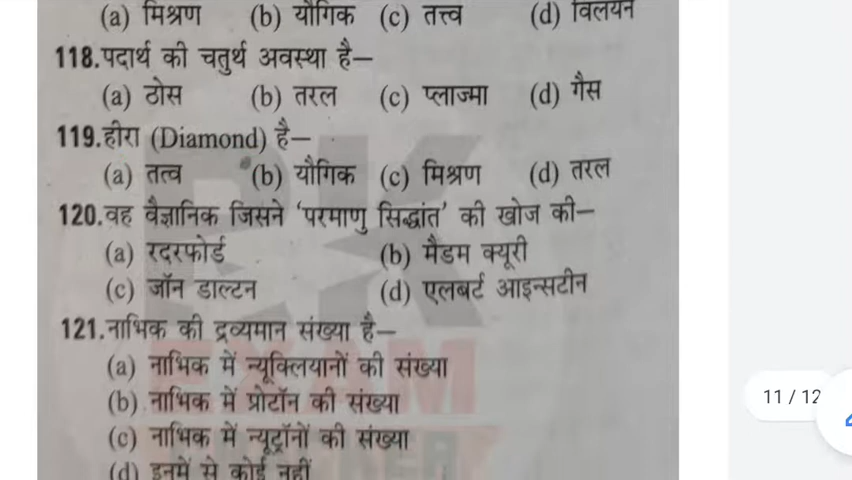 (a) मिश्रण (b) यौगिक (c) तत्त्व (d) विलयन
118. पदार्थ की चतुर्थ अवस्था है—
(a) ठोस (b) तरल (c) प्लाज्मा (d) गैस
119. हीरा (Diamond) है—
(a) तत्व (b) यौगिक (c) मिश्रण (d) तरल
120. वह वैज्ञानिक जिसने 'परमाणु सिद्धांत' की खोज की—
(a) रदरफोर्ड (b) मैडम क्यूरी
(c) जॉन डाल्टन (d) एलबर्ट आइन्सटीन
121. नाभिक की द्रव्यमान संख्या है—
(a) नाभिक में न्यूक्लियानों की संख्या
(b) नाभिक में प्रोटॉन की संख्या
(c) नाभिक में न्यूट्रॉनों की संख्या
(d) इनमें से कोई नहीं
11 / 12
EXAM